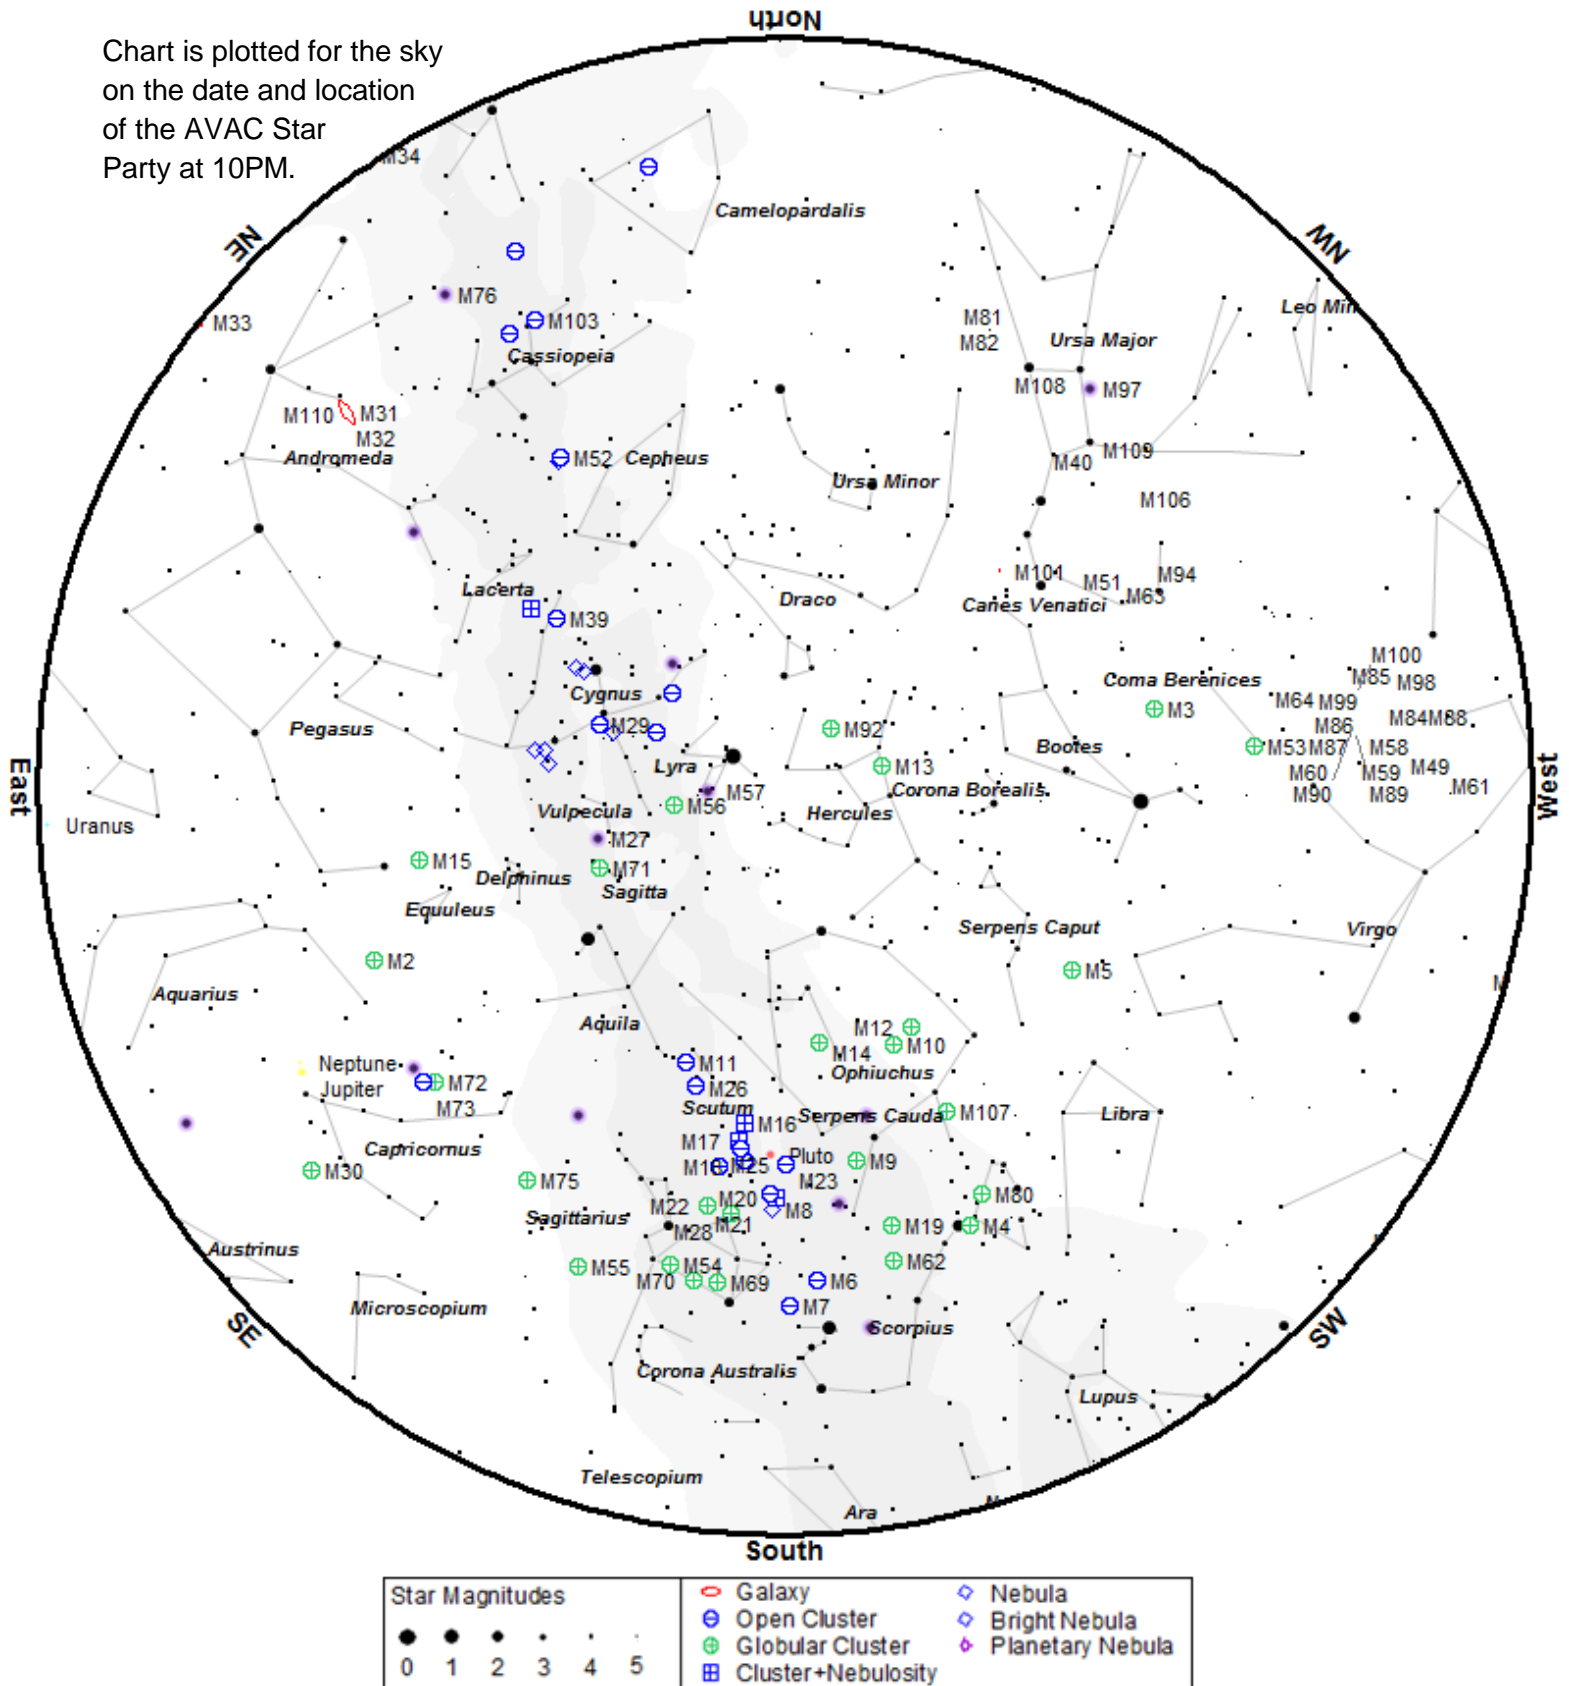 North
Chart is plotted for the sky
on the date and location
of the AVAC Star
Party at 10PM.
M34
Camelopardalis
NE
NW
M76
M33
M103
Cassiopeia
M81
M82
Ursa Major
Leo Min
M108
M97
M110
M31
M32
Andromeda
M52
Cepheus
Ursa Minor
M109
M40
M106
Lacerta
M39
Draco
M101
M51
M94
M63
Canes Venatici
M100
M85
M98
Coma Berenices
M64
M99
M3
M86
M84
M88
Cygnus
M29
Pegasus
M92
Bootes
M53
M87
M58
Lyra
M13
M60
M59
M49
M57
Corona Borealis
M90
M89
M61
East
West
Vulpecula
M56
Hercules
Uranus
M27
M15
Delphinus
M71
Sagitta
Equuleus
Serpens Caput
Virgo
M2
M5
Aquarius
M
Aquila
M12
M14
M10
Neptune
Jupiter
M11
Ophiuchus
M72
M73
M26
Scutum
M16
Serpens Cauda
M107
Libra
Capricornus
M17
Pluto
M25
M9
M30
M75
M23
M80
M22
M20
M8
Sagittarius
M28
M21
M19
M4
Austrinus
M55
M54
M62
M70
M69
M6
Microscopium
M7
Scorpius
SE
SW
Corona Australis
Lupus
Telescopium
Ara
South
Star Magnitudes
0 1 2 3 4 5
Galaxy
Open Cluster
Globular Cluster
Cluster+Nebulosity
Nebula
Bright Nebula
Planetary Nebula